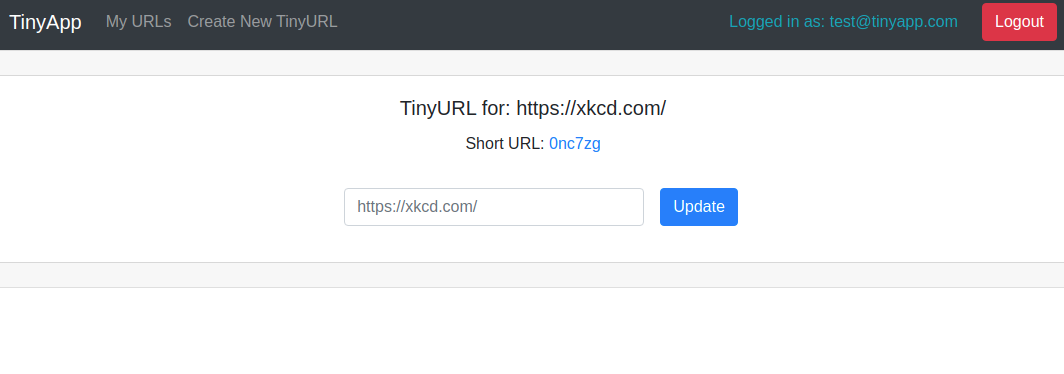 TinyApp My URLs Create New TinyURL Logged in as: test@tinyapp.com Logout
TinyURL for: https://xkcd.com/
Short URL: 0nc7zg
https://xkcd.com/ Update